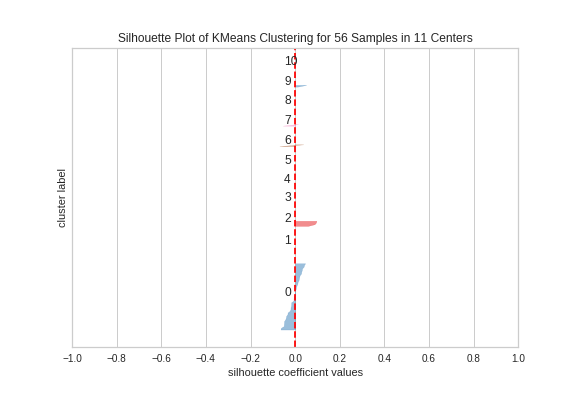 Silhouette Plot of KMeans Clustering for 56 Samples in 11 Centers
10
9
8
7
6
5
4
3
2
1
0
cluster label
−1.0 −0.8 −0.6 −0.4 −0.2 0.0 0.2 0.4 0.6 0.8 1.0
silhouette coefficient values